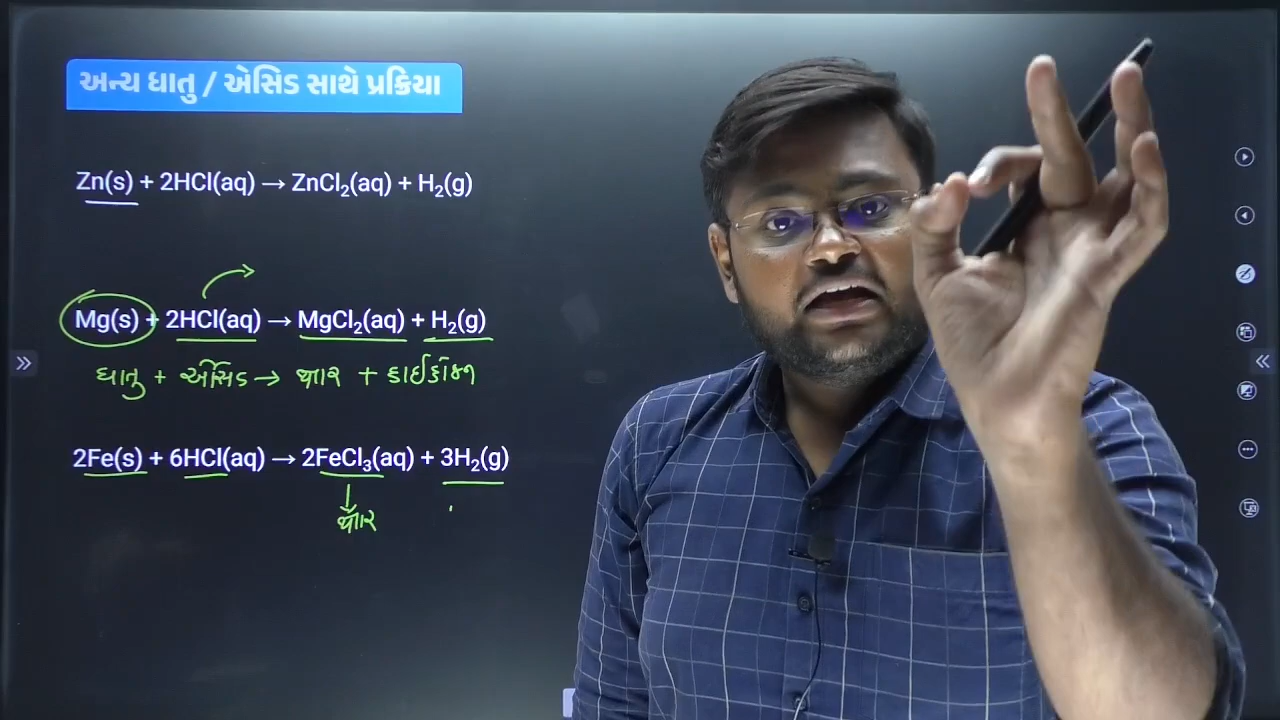 અન્ય ધાતુ / એસિડ સાથે પ્રક્રિયા
Zn(s) + 2HCl(aq) → ZnCl₂(aq) + H₂(g)
Mg(s) + 2HCl(aq) → MgCl₂(aq) + H₂(g)
ધાતુ + એસિડ → ક્ષાર + હાઈડ્રોજન
2Fe(s) + 6HCl(aq) → 2FeCl₃(aq) + 3H₂(g)
ક્ષાર